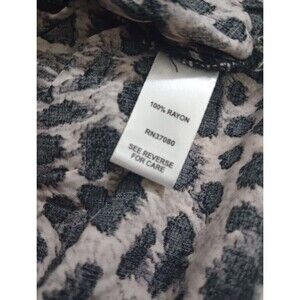 100% RAYON
RN37080
SEE REVERSE
FOR CARE